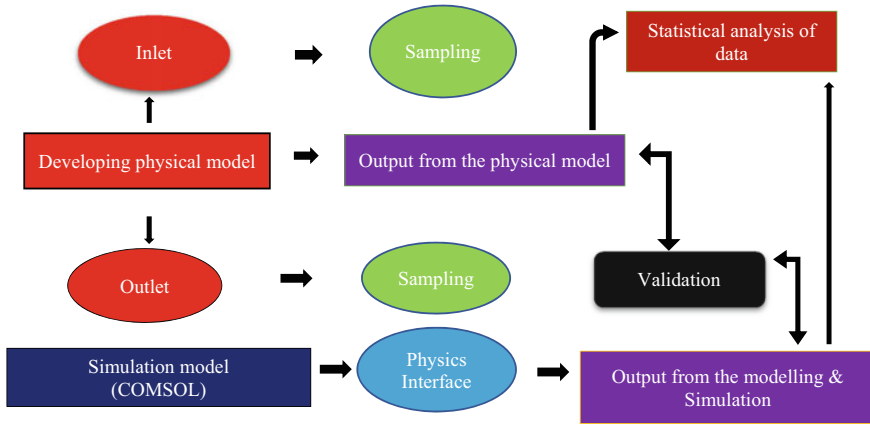 Inlet
Sampling
Statistical analysis of
data
Developing physical model
Output from the physical model
Outlet
Sampling
Validation
Simulation model
(COMSOL)
Physics
Interface
Output from the modelling &
Simulation